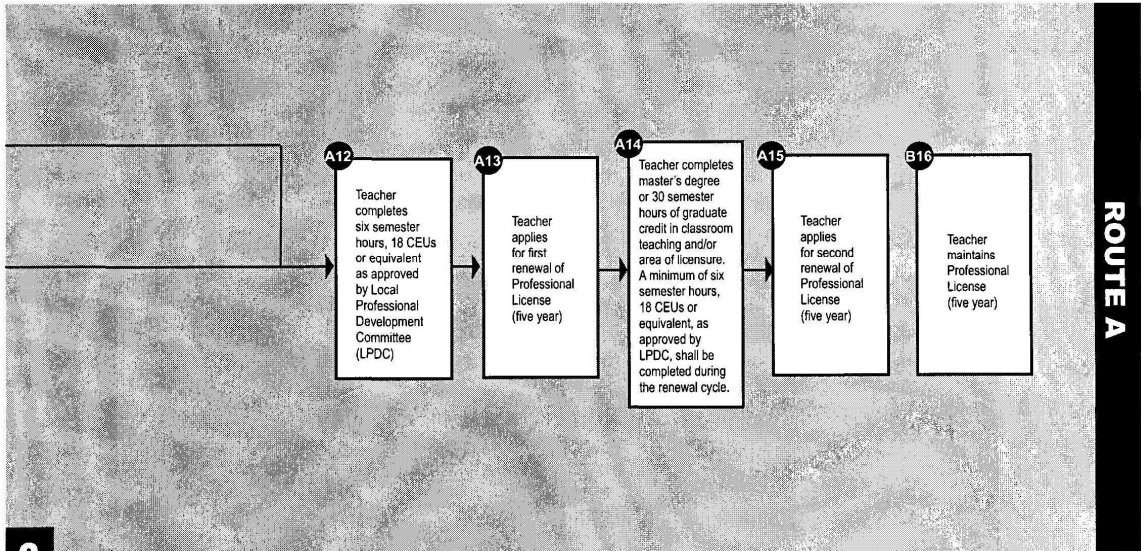 A12
Teacher
completes
six semester
hours, 18 CEUs
or equivalent
as approved
by Local
Professional
Development
Committee
(LPDC)
A13
Teacher
applies
for first
renewal of
Professional
License
(five year)
A14
Teacher completes
master's degree
or 30 semester
hours of graduate
credit in classroom
teaching and/or
area of licensure.
A minimum of six
semester hours,
18 CEUs or
equivalent, as
approved by
LPDC, shall be
completed during
the renewal cycle.
A15
Teacher
applies
for second
renewal of
Professional
License
(five year)
B16
Teacher
maintains
Professional
License
(five year)
ROUTE A